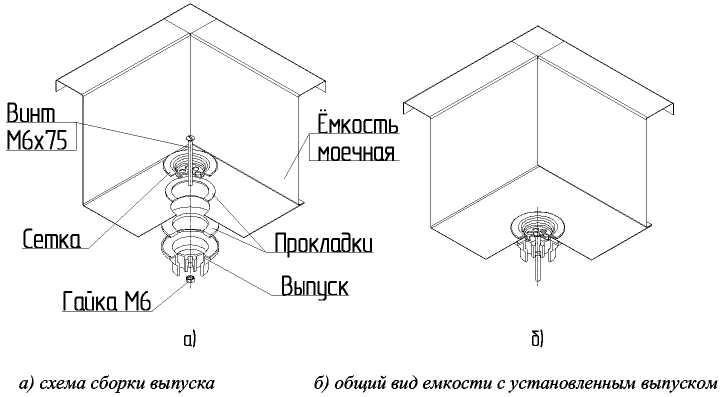 Винт
М6х75
Ёмкость
моечная
Сетка
Прокладки
Выпуск
Гайка М6
а)
б)
а) схема сборки выпуска
б) общий вид емкости с установленным выпуском